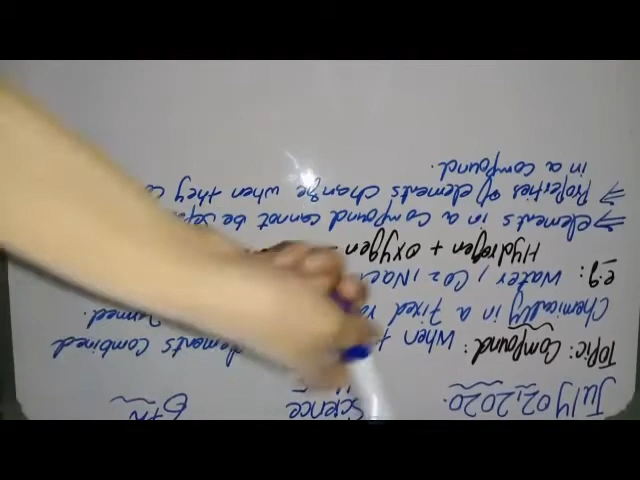 July 02, 2020. Science 6th
Topic: Compound: When elements Combined
Chemically in a fixed formed.
e.g: Water, CO2, NaCl
Hydrogen + oxygen
→ elements in a compound cannot be
→ Properties of elements change when they
in a compound.